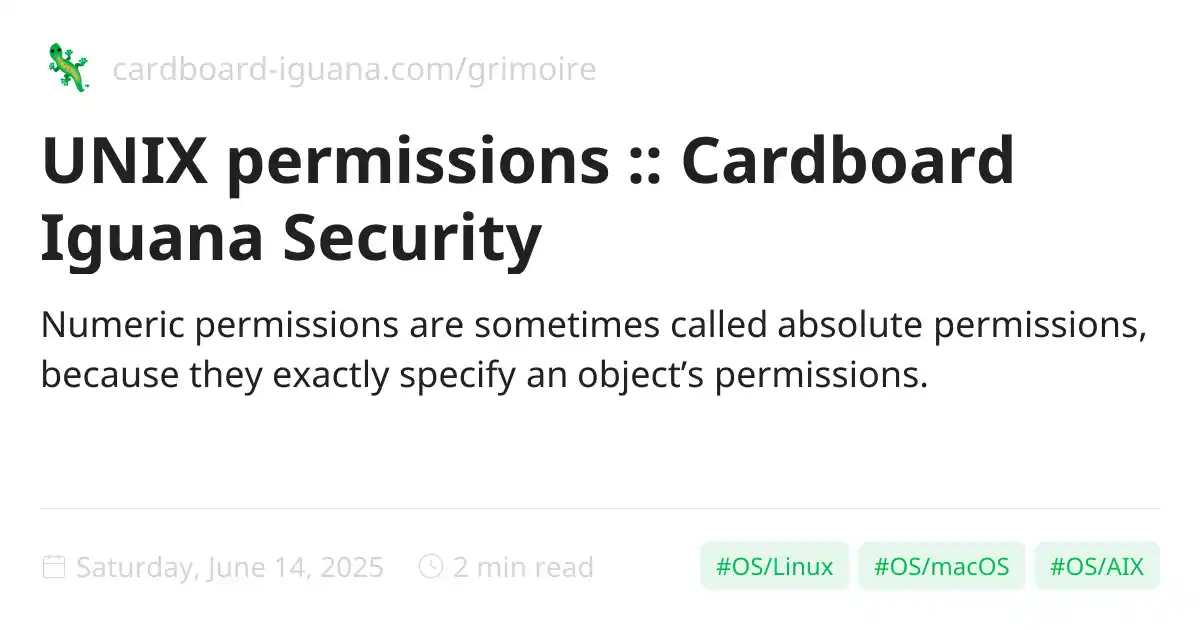 cardboard-iguana.com/grimoire
UNIX permissions :: Cardboard
Iguana Security
Numeric permissions are sometimes called absolute permissions,
because they exactly specify an object’s permissions.
Saturday, June 14, 2025 2 min read #OS/Linux #OS/macOS #OS/AIX